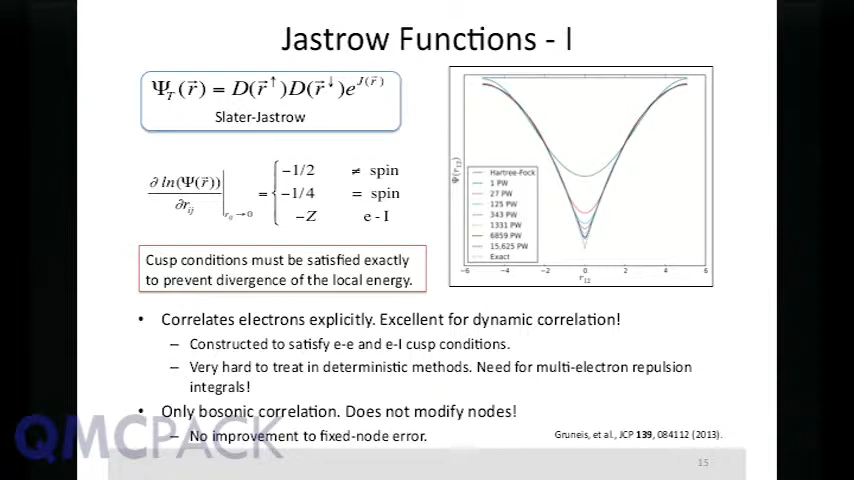 Jastrow Functions - I
Ψ_T(r⃗) = D(r⃗↑)D(r⃗↓)e^{J(r⃗)}
Slater-Jastrow
∂ ln(Ψ(r⃗))/∂r_ij |_{r_ij→0} = { -1/2 ≠ spin
-1/4 = spin
-Z e - I
Cusp conditions must be satisfied exactly
to prevent divergence of the local energy.
Ψ(r₁₂)
Hartree-Fock
1 PW
27 PW
125 PW
343 PW
1331 PW
6859 PW
15,625 PW
Exact
−6 −4 −2 0 2 4 6
r₁₂
• Correlates electrons explicitly. Excellent for dynamic correlation!
– Constructed to satisfy e-e and e-I cusp conditions.
– Very hard to treat in deterministic methods. Need for multi-electron repulsion
integrals!
• Only bosonic correlation. Does not modify nodes!
– No improvement to fixed-node error.
Gruneis, et al., JCP 139, 084112 (2013).
QMCPACK
15